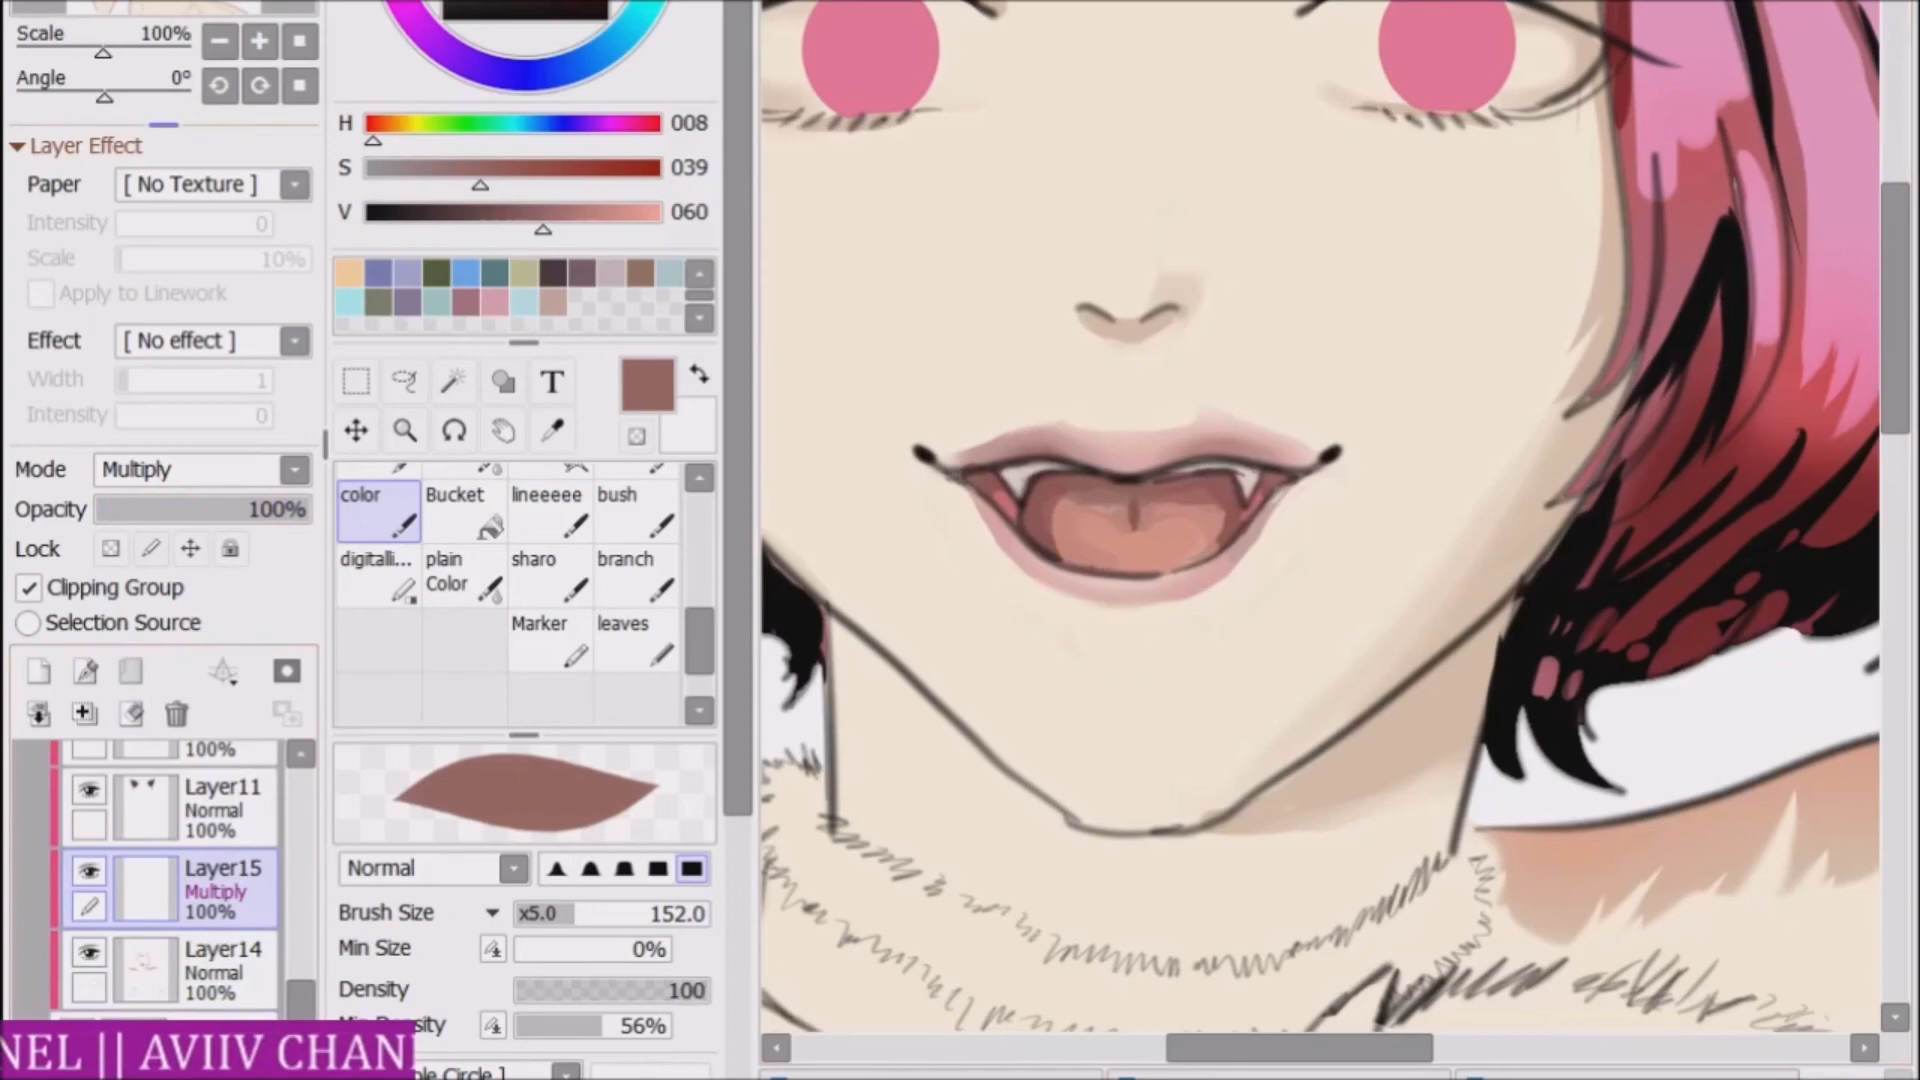 Scale 100%
Angle 0°
Layer Effect
Paper [ No Texture ]
Intensity 0
Scale 10%
Apply to Linework
Effect [ No effect ]
Width 1
Intensity 0
Mode Multiply
Opacity 100%
Lock
Clipping Group
Selection Source
100%
Layer11
Normal
100%
Layer15
Multiply
100%
Layer14
Normal
100%
NEL || AVIIV CHAN
H 008
S 039
V 060
T
color Bucket lineeeee bush
digitalli... plain Color sharo branch
Marker leaves
Normal
Brush Size x5.0 152.0
Min Size 0%
Density 100
Density 56%
Circle ]